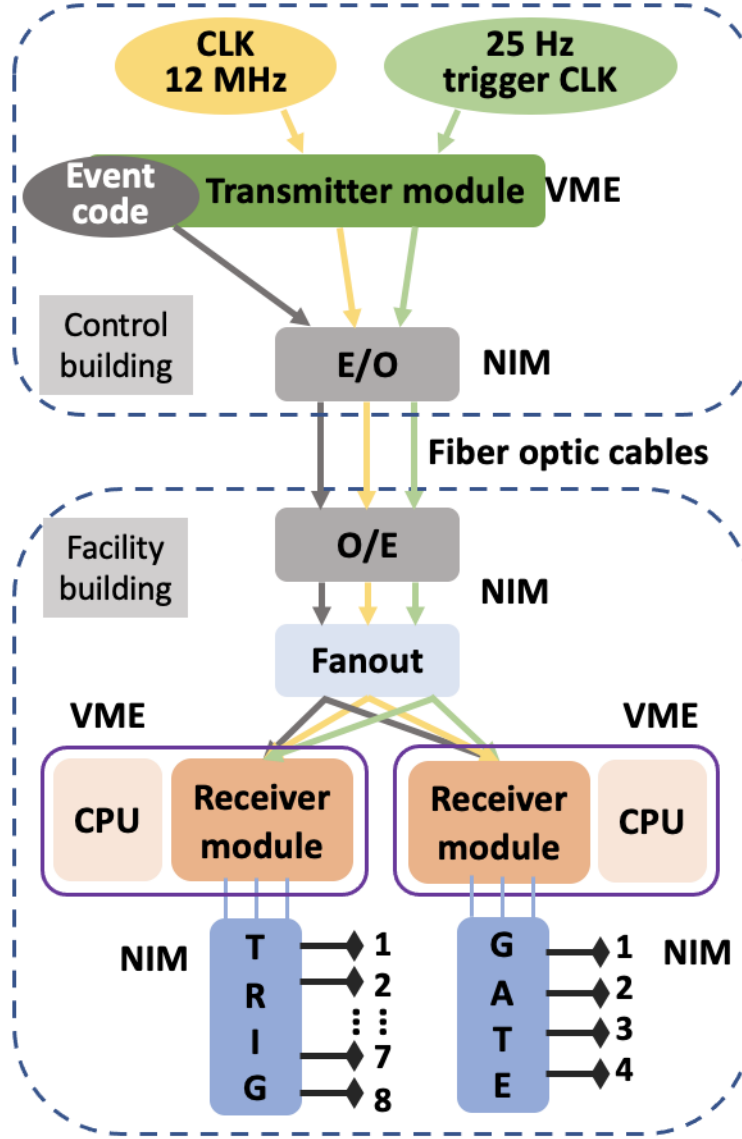 CLK
12 MHz
25 Hz
trigger CLK
Event
code
Transmitter module
VME
Control
building
E/O
NIM
Fiber optic cables
Facility
building
O/E
NIM
Fanout
VME
VME
CPU
Receiver
module
Receiver
module
CPU
NIM
T
R
I
G
1
2
7
8
G
A
T
E
1
2
3
4
NIM